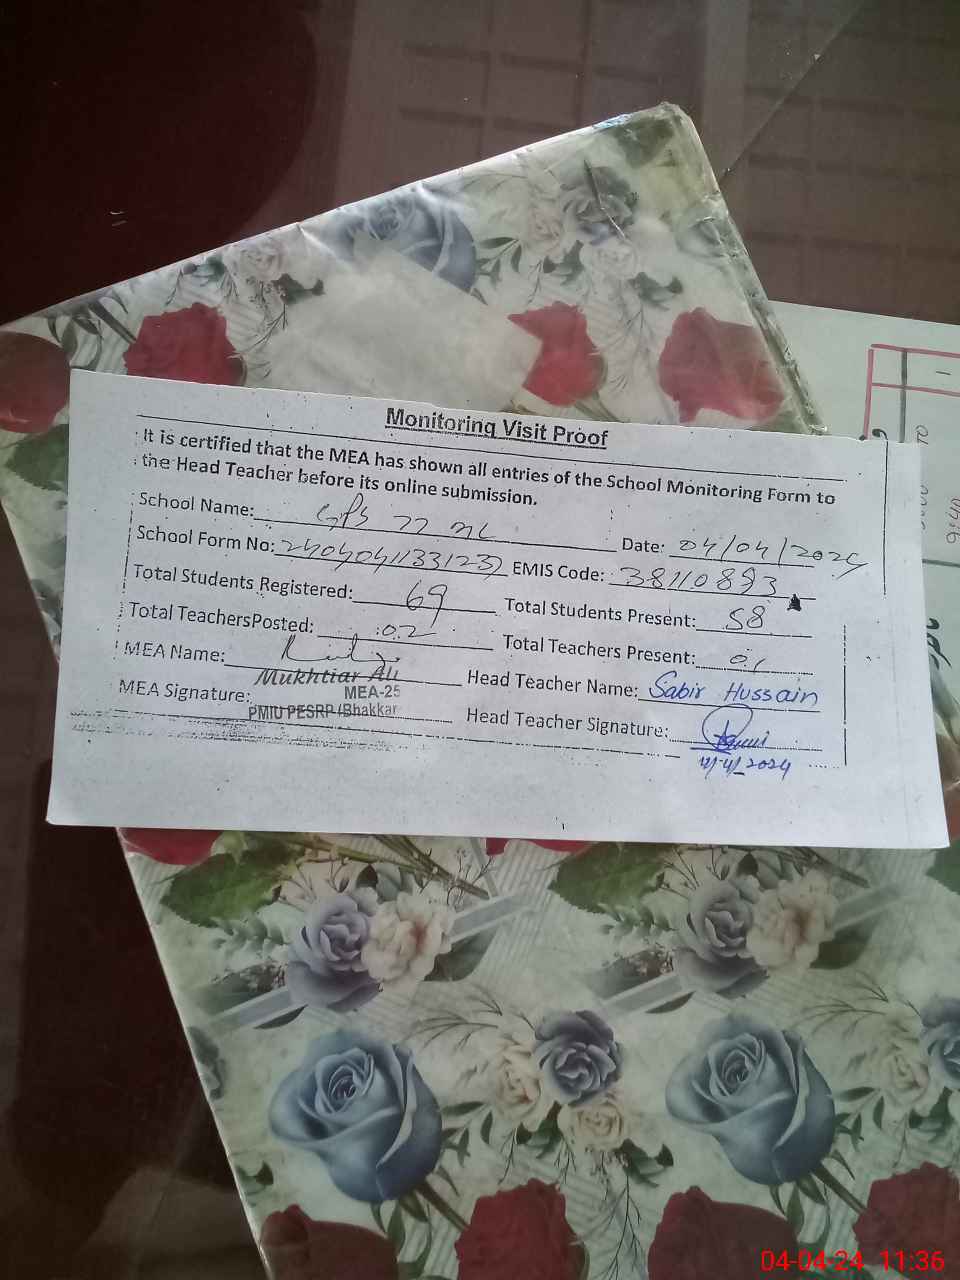 Monitoring Visit Proof
It is certified that the MEA has shown all entries of the School Monitoring Form to
the Head Teacher before its online submission.
School Name: GPS 77 ML Date: 04/04/2024
School Form No: EMIS Code: 38110893
Total Students Registered: 69 Total Students Present: 58
Total TeachersPosted: 02 Total Teachers Present: 01
MEA Name: Mukhtiar Ali Head Teacher Name: Sabir Hussain
MEA-25
MEA Signature: PMIU PESRP (Bhakkar Head Teacher Signature:
4/4/2024
9:40
04-04-24 11:36